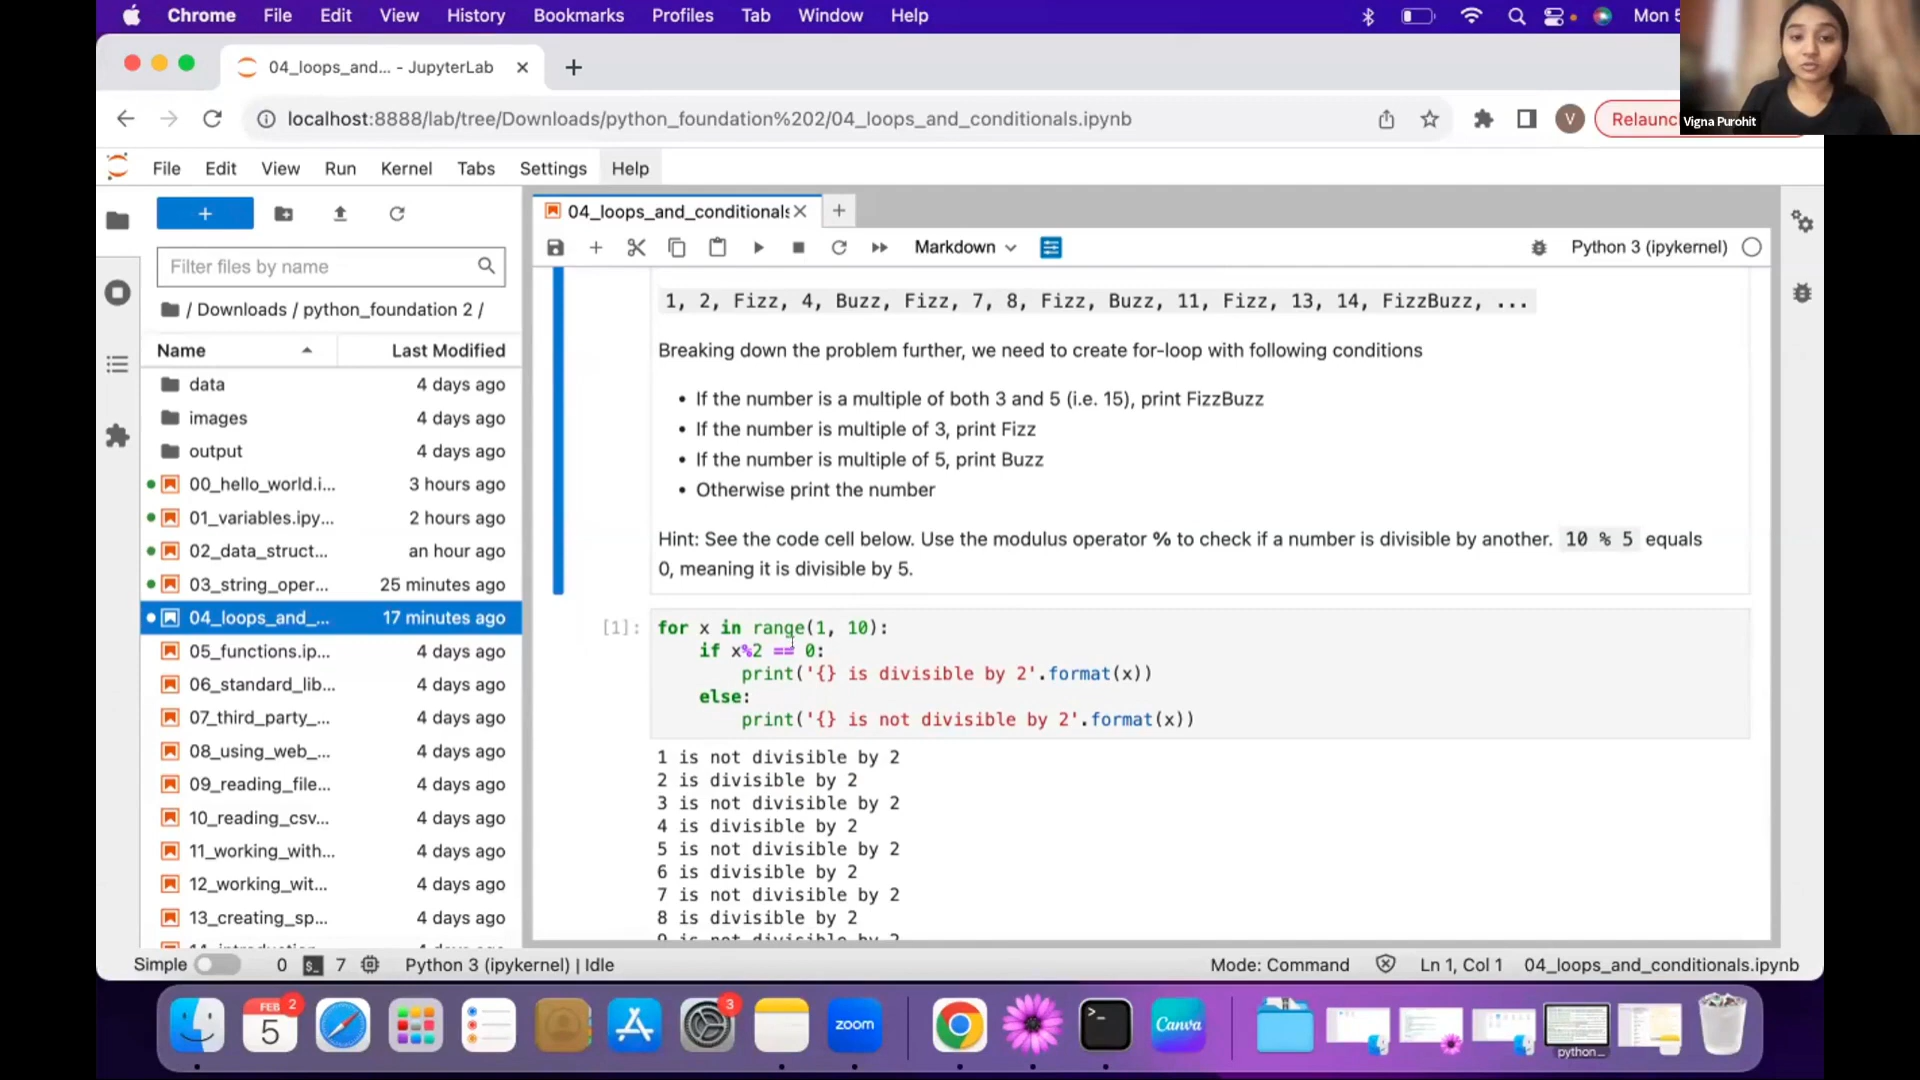 Chrome File Edit View History Bookmarks Profiles Tab Window Help Mon 5
04_loops_and... - JupyterLab
localhost:8888/lab/tree/Downloads/python_foundation%202/04_loops_and_conditionals.ipynb
V
Vigna Purohit
File Edit View Run Kernel Tabs Settings Help
04_loops_and_conditionals
Markdown Python 3 (ipykernel)
Filter files by name
/ Downloads / python_foundation 2 /
Name Last Modified
data 4 days ago
images 4 days ago
output 4 days ago
00_hello_world.i... 3 hours ago
01_variables.ipy... 2 hours ago
02_data_struct... an hour ago
03_string_oper... 25 minutes ago
04_loops_and_... 17 minutes ago
05_functions.ip... 4 days ago
06_standard_lib... 4 days ago
07_third_party_... 4 days ago
08_using_web_... 4 days ago
09_reading_file... 4 days ago
10_reading_csv... 4 days ago
11_working_with... 4 days ago
12_working_wit... 4 days ago
13_creating_sp... 4 days ago
1, 2, Fizz, 4, Buzz, Fizz, 7, 8, Fizz, Buzz, 11, Fizz, 13, 14, FizzBuzz, ...
Breaking down the problem further, we need to create for-loop with following conditions
• If the number is a multiple of both 3 and 5 (i.e. 15), print FizzBuzz
• If the number is multiple of 3, print Fizz
• If the number is multiple of 5, print Buzz
• Otherwise print the number
Hint: See the code cell below. Use the modulus operator % to check if a number is divisible by another. 10 % 5 equals
0, meaning it is divisible by 5.
[1]: for x in range(1, 10):
if x%2 == 0:
print('{} is divisible by 2'.format(x))
else:
print('{} is not divisible by 2'.format(x))
1 is not divisible by 2
2 is divisible by 2
3 is not divisible by 2
4 is divisible by 2
5 is not divisible by 2
6 is divisible by 2
7 is not divisible by 2
8 is divisible by 2
9 is not divisible by 2
Simple 0 7 Python 3 (ipykernel) | Idle Mode: Command Ln 1, Col 1 04_loops_and_conditionals.ipynb
FEB 2
5
3
zoom
Canva
python_